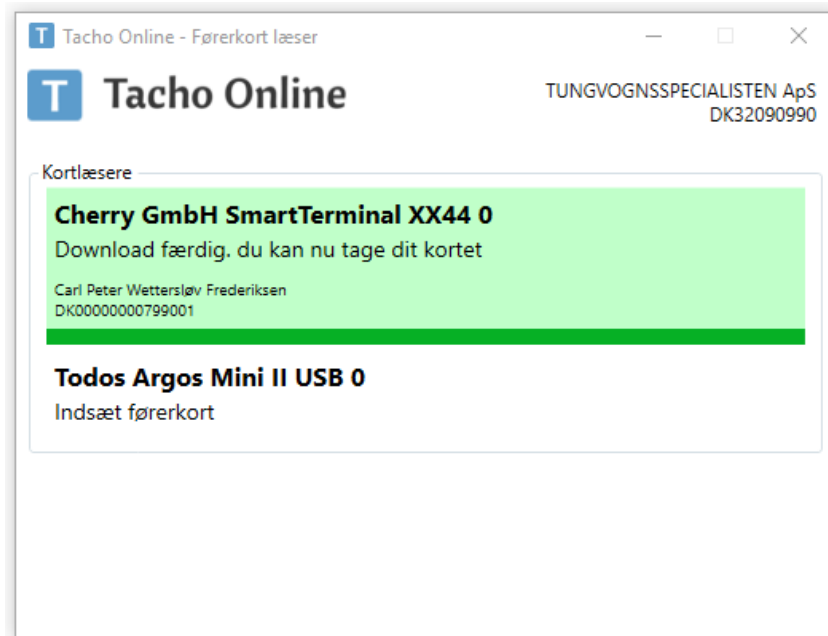 T Tacho Online - Førerkort læser
T Tacho Online
TUNGVOGNSSPECIALISTEN ApS
DK32090990
Kortlæsere
Cherry GmbH SmartTerminal XX44 0
Download færdig. du kan nu tage dit kortet
Carl Peter Wettersløv Frederiksen
DK00000000799001
Todos Argos Mini II USB 0
Indsæt førerkort